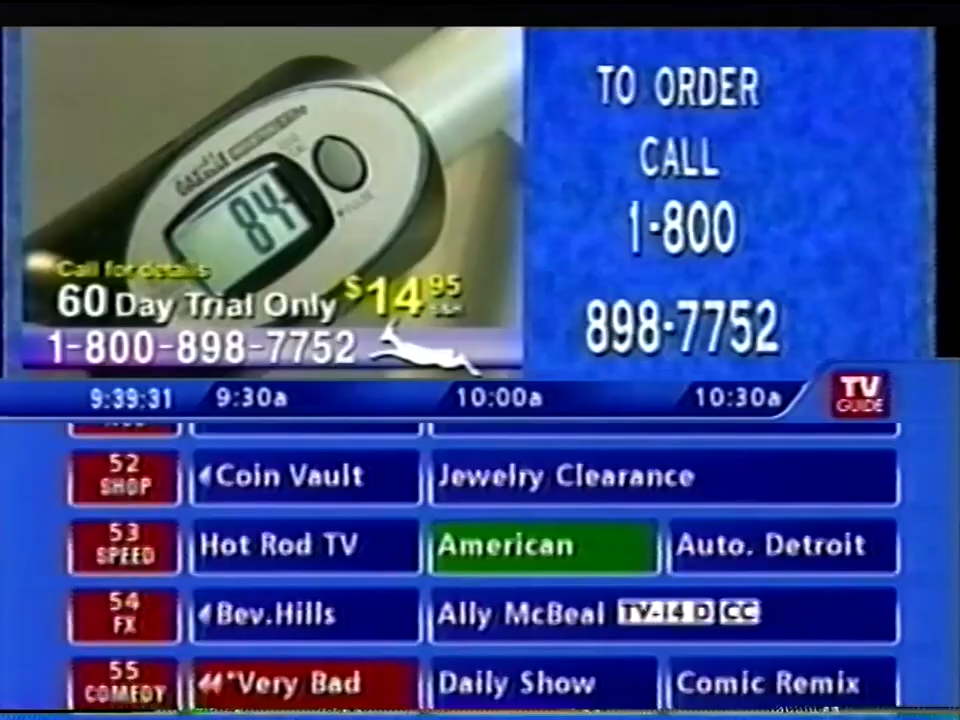 84
Call for details
60 Day Trial Only $14 95
1-800-898-7752
TO ORDER
CALL
1-800
898-7752
9:39:31 9:30a 10:00a 10:30a
TV
GUIDE
52
SHOP
Coin Vault
Jewelry Clearance
53
SPEED
Hot Rod TV
American
Auto. Detroit
54
FX
Bev.Hills
Ally McBeal TV-14 D CC
55
COMEDY
"Very Bad
Daily Show
Comic Remix